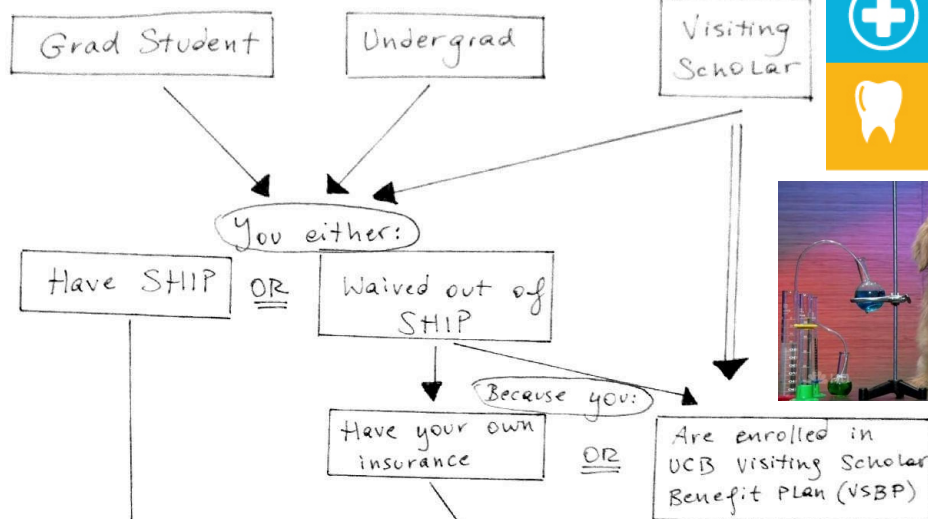 Grad Student
Undergrad
Visiting
Scholar
You either:
Have SHIP
OR
Waived out of
SHIP
Because you:
Have your own
insurance
OR
Are enrolled in
UCB Visiting Scholar
Benefit Plan (VSBP)